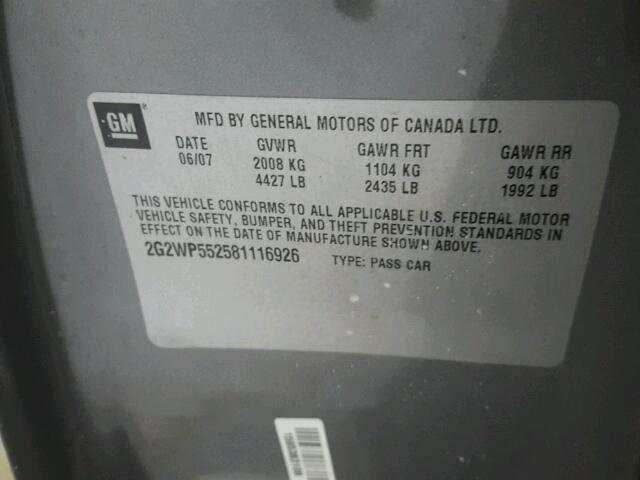 GM
MFD BY GENERAL MOTORS OF CANADA LTD.
DATE GVWR GAWR FRT GAWR RR
06/07 2008 KG 1104 KG 904 KG
4427 LB 2435 LB 1992 LB
THIS VEHICLE CONFORMS TO ALL APPLICABLE U.S. FEDERAL MOTOR
VEHICLE SAFETY, BUMPER, AND THEFT PREVENTION STANDARDS IN
EFFECT ON THE DATE OF MANUFACTURE SHOWN ABOVE.
2G2WP552581116926 TYPE: PASS CAR